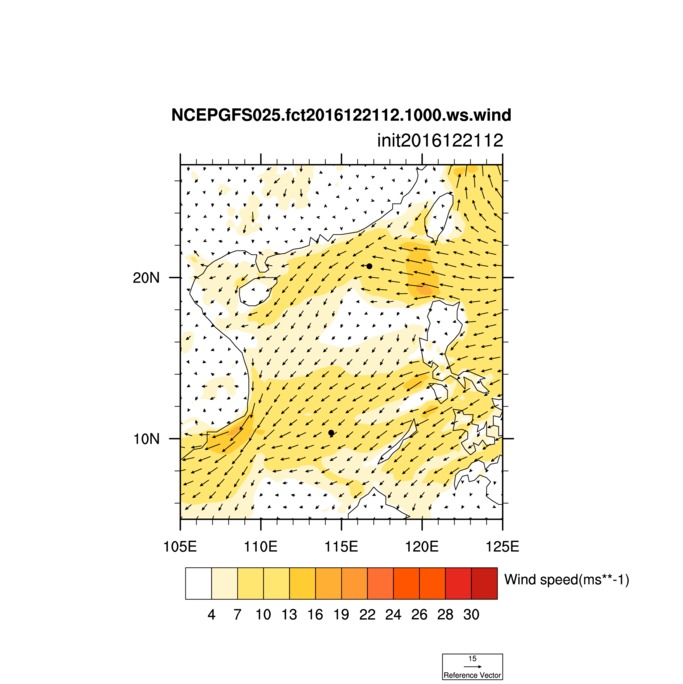 NCEPGFS025.fct2016122112.1000.ws.wind
init2016122112
20N
10N
105E 110E 115E 120E 125E
4 7 10 13 16 19 22 24 26 28 30
Wind speed(ms**-1)
15
Reference Vector